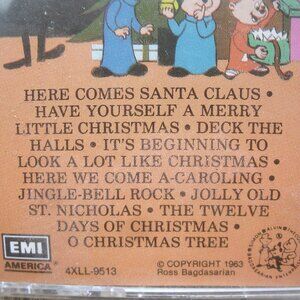 HERE COMES SANTA CLAUS •
HAVE YOURSELF A MERRY
LITTLE CHRISTMAS • DECK THE
HALLS • IT'S BEGINNING TO
LOOK A LOT LIKE CHRISTMAS •
HERE WE COME A-CAROLING •
JINGLE-BELL ROCK • JOLLY OLD
ST. NICHOLAS • THE TWELVE
DAYS OF CHRISTMAS •
O CHRISTMAS TREE
EMI
AMERICA
4XLL-9513
© COPYRIGHT 1963
Ross Bagdasarian